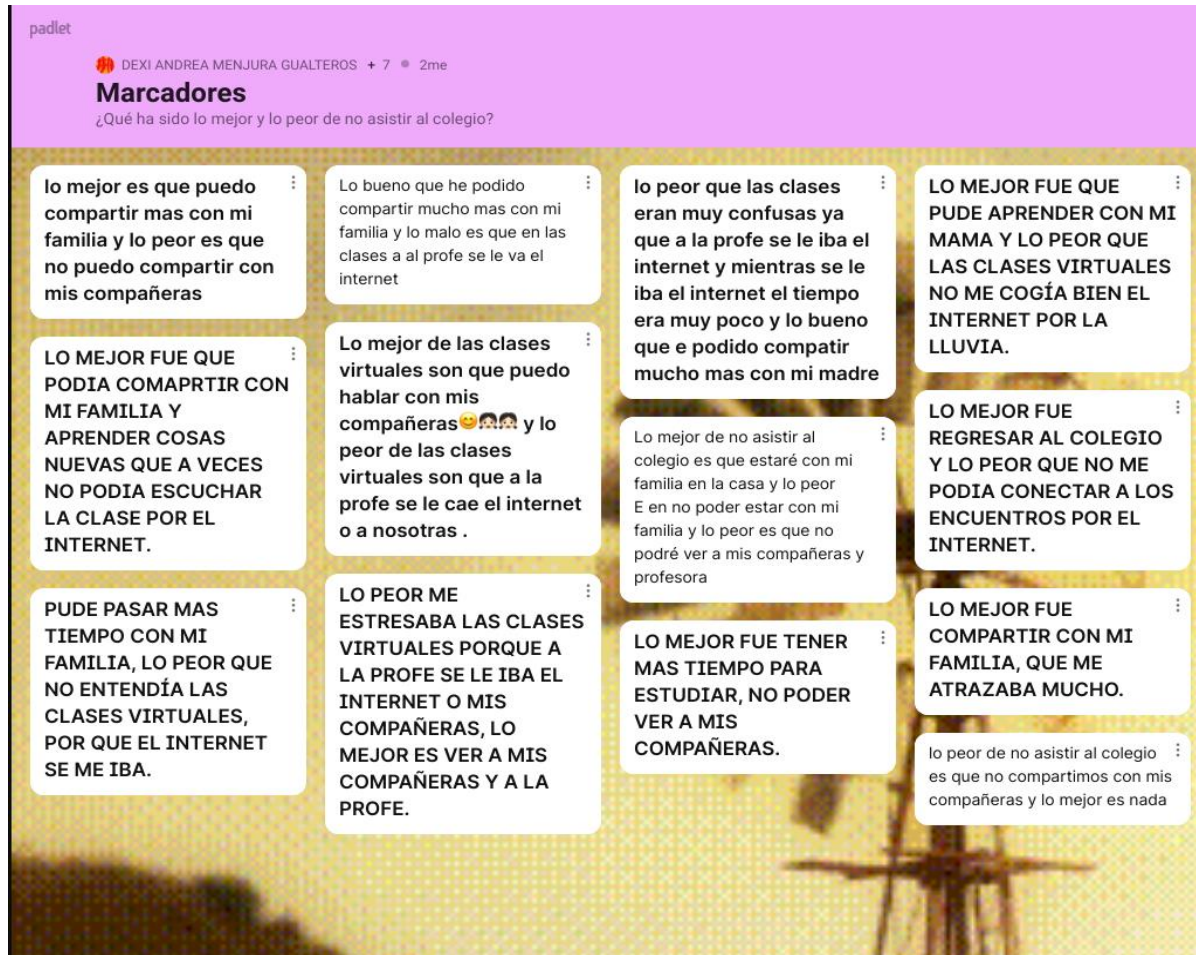 padlet
DEXI ANDREA MENJURA GUALTEROS + 7 • 2me
Marcadores
¿Qué ha sido lo mejor y lo peor de no asistir al colegio?
lo mejor es que puedo
compartir mas con mi
familia y lo peor es que
no puedo compartir con
mis compañeras
LO MEJOR FUE QUE
PODIA COMAPRTIR CON
MI FAMILIA Y
APRENDER COSAS
NUEVAS QUE A VECES
NO PODIA ESCUCHAR
LA CLASE POR EL
INTERNET.
PUDE PASAR MAS
TIEMPO CON MI
FAMILIA, LO PEOR QUE
NO ENTENDÍA LAS
CLASES VIRTUALES,
POR QUE EL INTERNET
SE ME IBA.
Lo bueno que he podido
compartir mucho mas con mi
familia y lo malo es que en las
clases a al profe se le va el
internet
Lo mejor de las clases
virtuales son que puedo
hablar con mis
compañeras😊👧🏻👧🏻 y lo
peor de las clases
virtuales son que a la
profe se le cae el internet
o a nosotras .
LO PEOR ME
ESTRESABA LAS CLASES
VIRTUALES PORQUE A
LA PROFE SE LE IBA EL
INTERNET O MIS
COMPAÑERAS, LO
MEJOR ES VER A MIS
COMPAÑERAS Y A LA
PROFE.
lo peor que las clases
eran muy confusas ya
que a la profe se le iba el
internet y mientras se le
iba el internet el tiempo
era muy poco y lo bueno
que e podido compatir
mucho mas con mi madre
Lo mejor de no asistir al
colegio es que estaré con mi
familia en la casa y lo peor
E en no poder estar con mi
familia y lo peor es que no
podré ver a mis compañeras y
profesora
LO MEJOR FUE TENER
MAS TIEMPO PARA
ESTUDIAR, NO PODER
VER A MIS
COMPAÑERAS.
LO MEJOR FUE QUE
PUDE APRENDER CON MI
MAMA Y LO PEOR QUE
LAS CLASES VIRTUALES
NO ME COGÍA BIEN EL
INTERNET POR LA
LLUVIA.
LO MEJOR FUE
REGRESAR AL COLEGIO
Y LO PEOR QUE NO ME
PODIA CONECTAR A LOS
ENCUENTROS POR EL
INTERNET.
LO MEJOR FUE
COMPARTIR CON MI
FAMILIA, QUE ME
ATRAZABA MUCHO.
lo peor de no asistir al colegio
es que no compartimos con mis
compañeras y lo mejor es nada